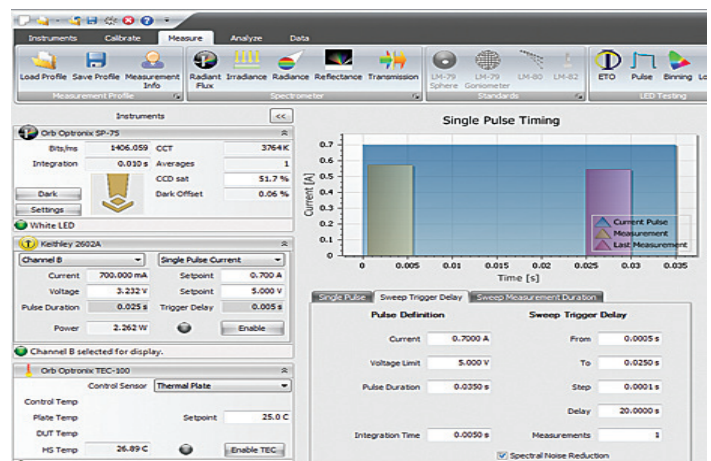 Instruments Calibrate Measure Analyze Data
Load Profile Save Profile Measurement Info
Measurement Profile
Radiant Flux Irradiance Radiance Reflectance Transmission
Spectrometer
LM-79 Sphere LM-79 Goniometer LM-80 LM-82
Standards
ETO Pulse Binning
LED Testing
Instruments <<
Orb Optronix SP-75
Bits/ms 1406.059 CCT 3764K
Integration 0.010 s Averages 1
CCD sat 51.7 %
Dark Dark Offset 0.06 %
Settings
White LED
Keithley 2602A
Channel B Single Pulse Current
Current 700.000 mA Setpoint 0.700 A
Voltage 3.232 V Setpoint 5.000 V
Pulse Duration 0.025 s Trigger Delay 0.005 s
Power 2.262 W Enable
Channel B selected for display.
Orb Optronix TEC-100
Control Sensor Thermal Plate
Control Temp
Plate Temp Setpoint 25.0 C
DUT Temp
HS Temp 26.89 C Enable TEC
Single Pulse Timing
Current [A]
0.7
0.6
0.5
0.4
0.3
0.2
0.1
0
0 0.005 0.01 0.015 0.02 0.025 0.03 0.035
Time [s]
Current Pulse
Measurement
Last Measurement
Single Pulse Sweep Trigger Delay Sweep Measurement Duration
Pulse Definition Sweep Trigger Delay
Current 0.7000 A From 0.0005 s
Voltage Limit 5.000 V To 0.0250 s
Pulse Duration 0.0350 s Step 0.0001 s
Delay 20.0000 s
Integration Time 0.0050 s Measurements 1
Spectral Noise Reduction